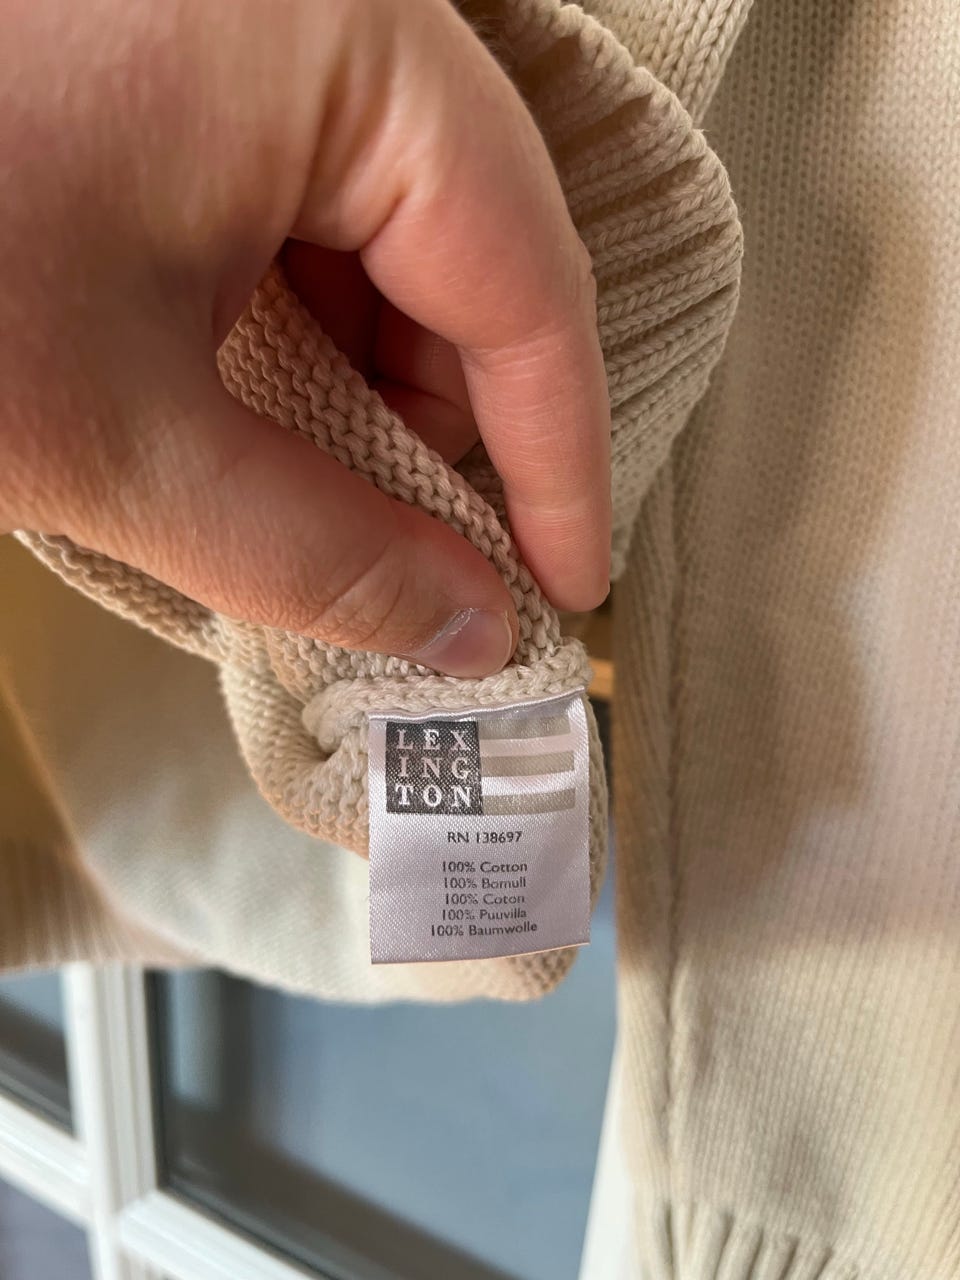 LEX
ING
TON
RN 138697
100% Cotton
100% Bomull
100% Coton
100% Puuvilla
100% Baumwolle